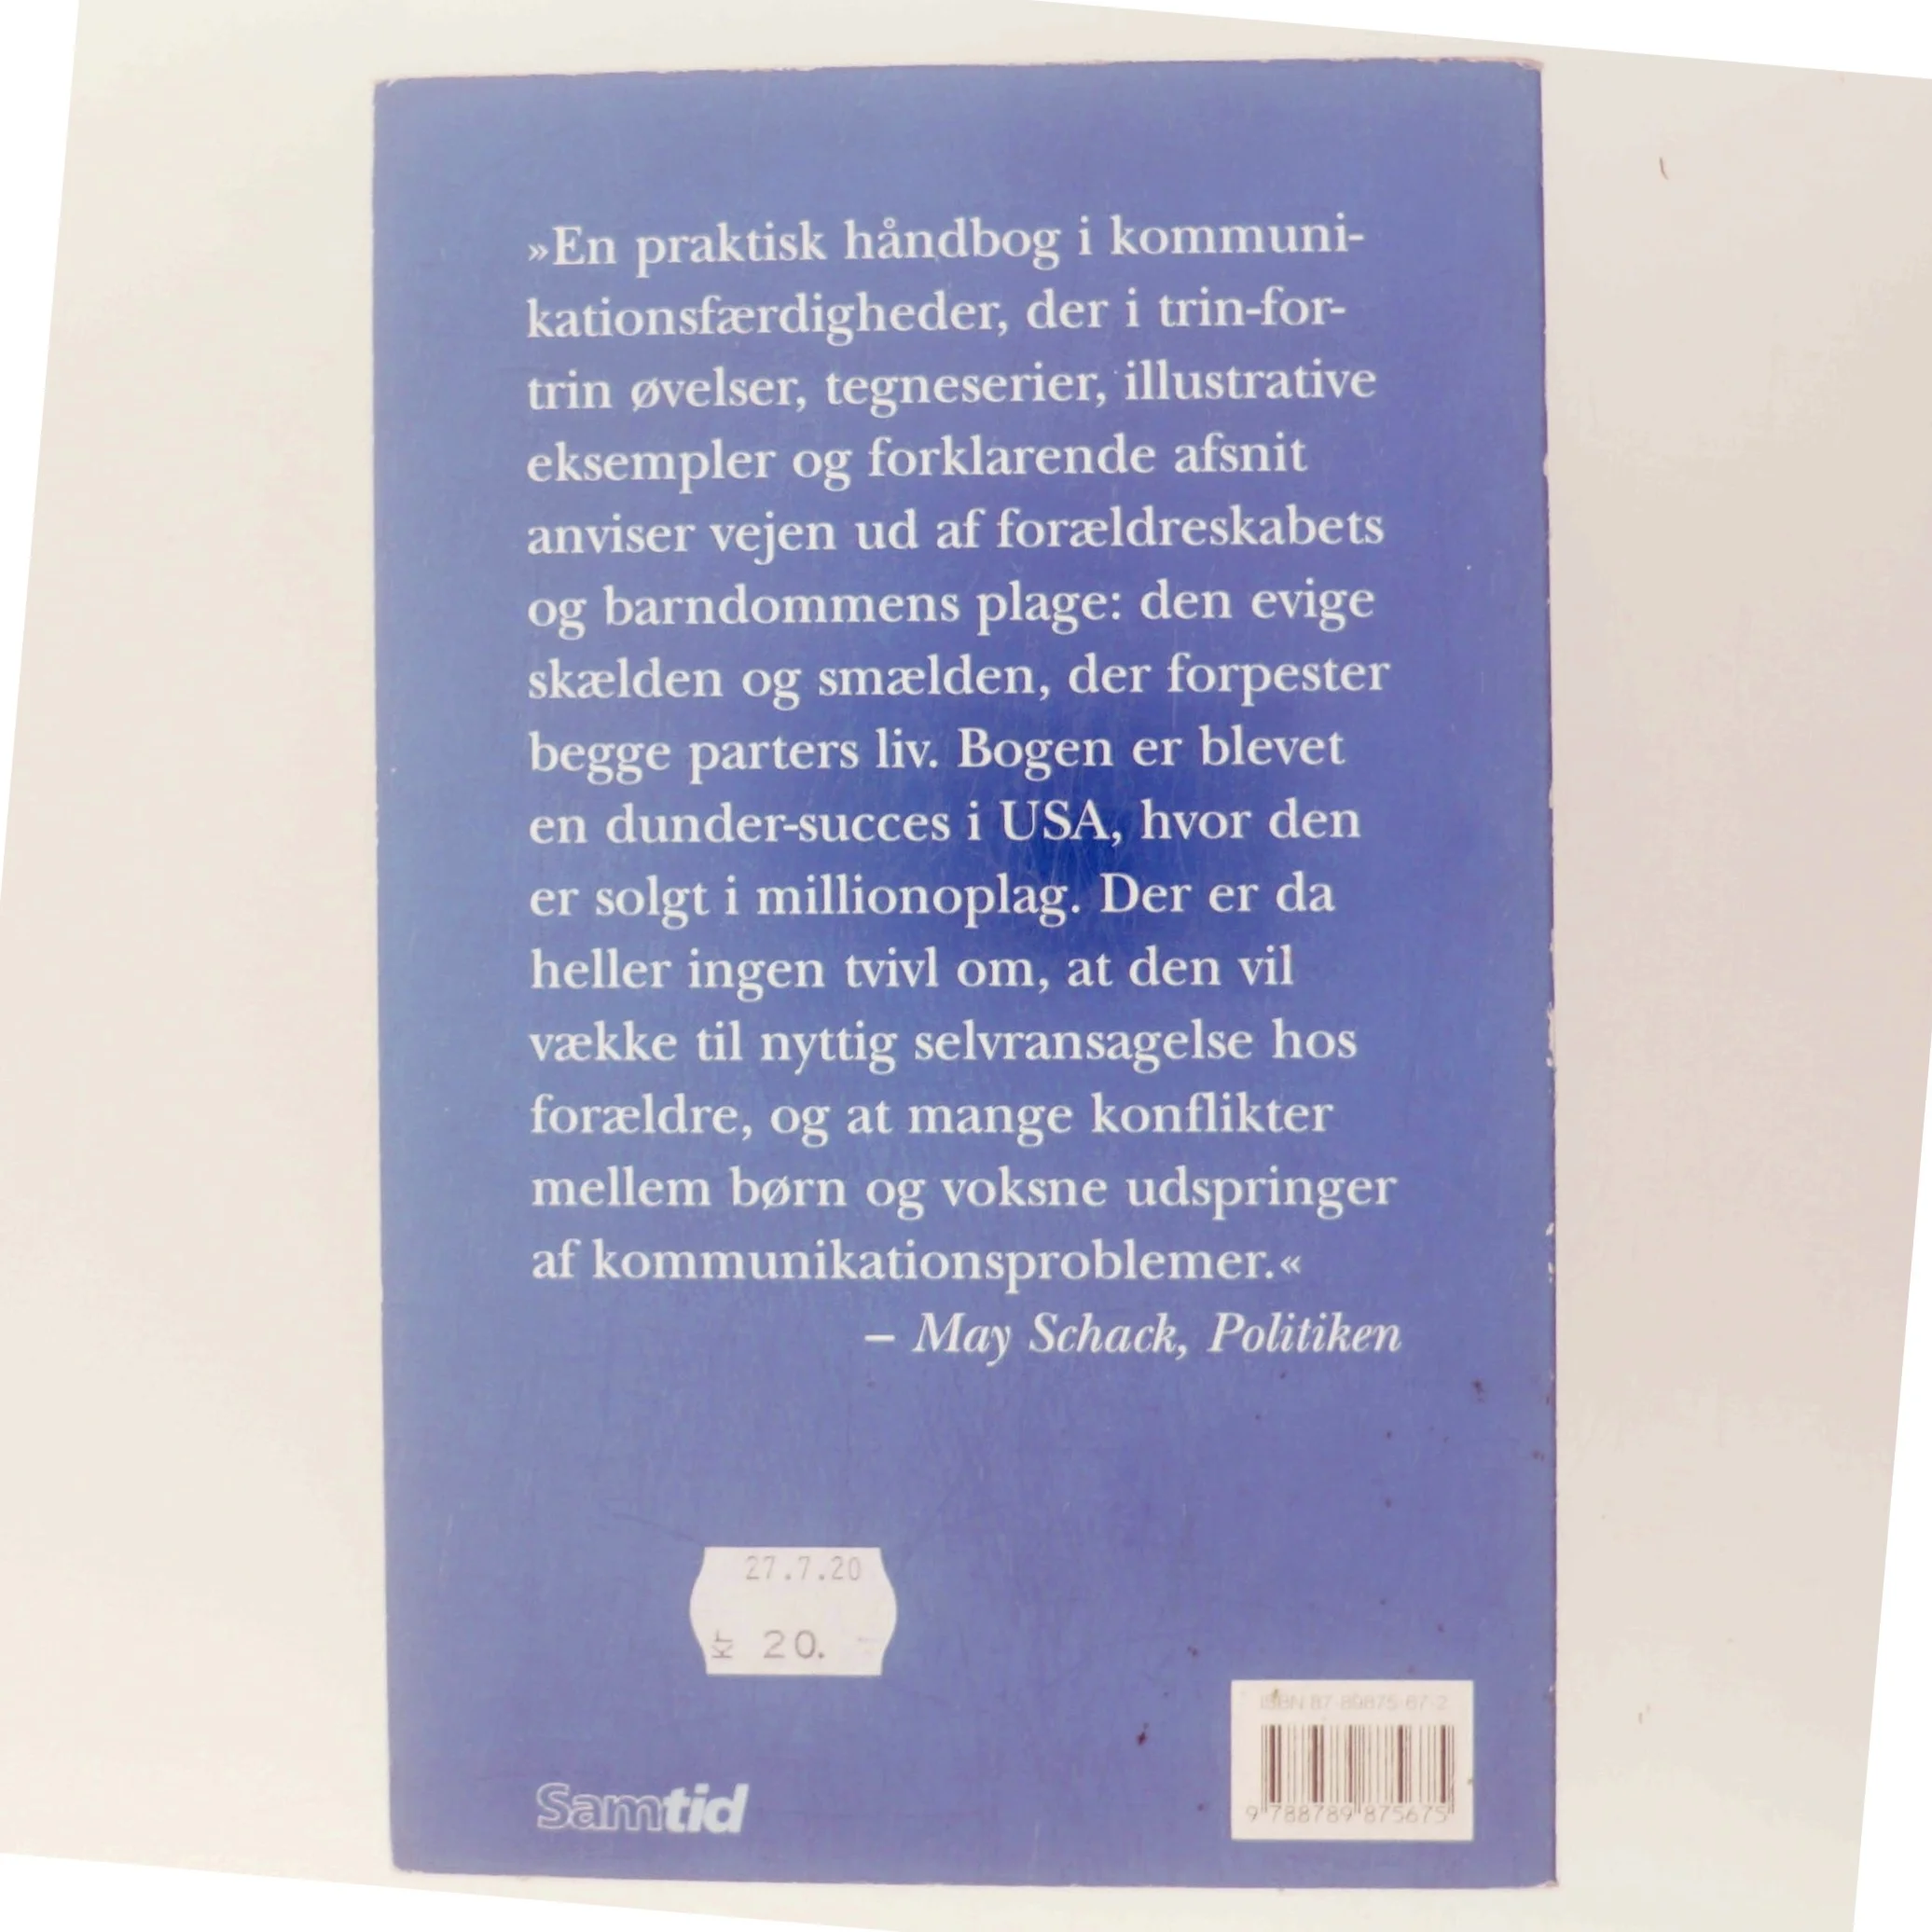 »En praktisk håndbog i kommuni-
kationsfærdigheder, der i trin-for-
trin øvelser, tegneserier, illustrative
eksempler og forklarende afsnit
anviser vejen ud af forældreskabets
og barndommens plage: den evige
skælden og smælden, der forpester
begge parters liv. Bogen er blevet
en dunder-succes i USA, hvor den
er solgt i millionoplag. Der er da
heller ingen tvivl om, at den vil
vække til nyttig selvransagelse hos
forældre, og at mange konflikter
mellem børn og voksne udspringer
af kommunikationsproblemer.«
– May Schack, Politiken
27.7.20
Kr 20.
ISBN 87-89875-67-2
9 788789 875675
Samtid